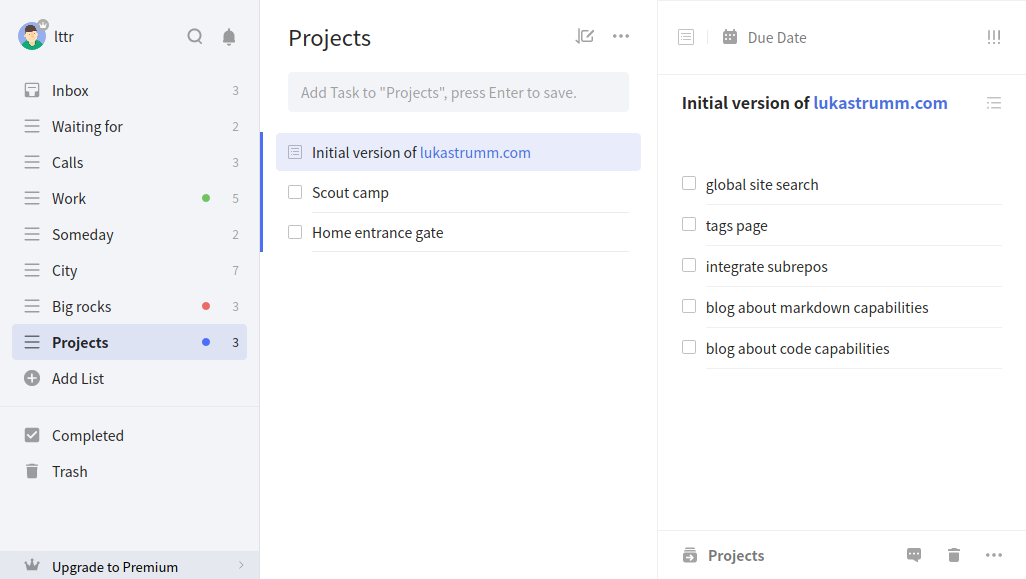 lttr
Inbox 3
Waiting for 2
Calls 3
Work 5
Someday 2
City 7
Big rocks 3
Projects 3
Add List
Completed
Trash
Upgrade to Premium
Projects
Add Task to "Projects", press Enter to save.
Initial version of lukastrumm.com
Scout camp
Home entrance gate
Due Date
!!!
Initial version of lukastrumm.com
global site search
tags page
integrate subrepos
blog about markdown capabilities
blog about code capabilities
Projects